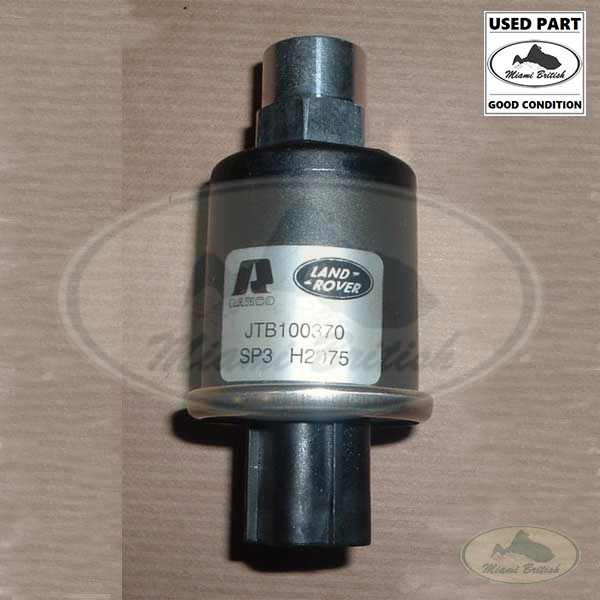 USED PART
Miami British
GOOD CONDITION
RANCO
LAND
ROVER
JTB100370
SP3 H2075
Miami British
Miami British